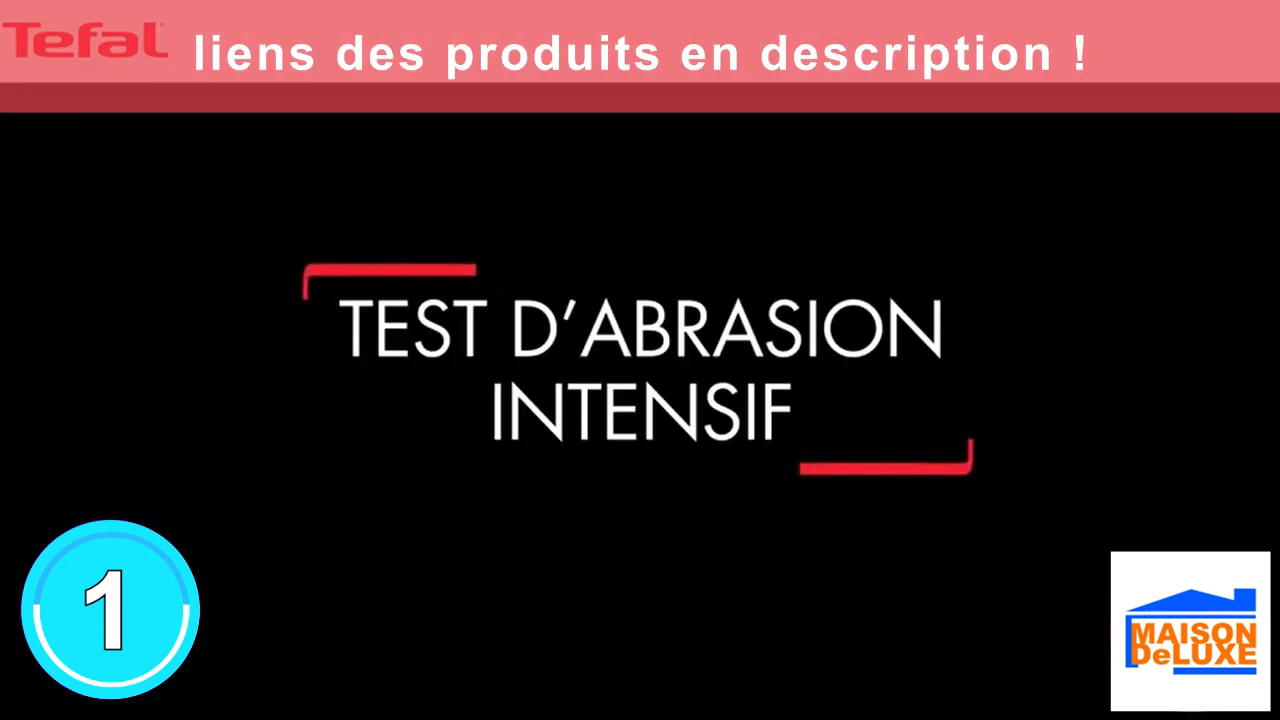 Tefal
liens des produits en description !
TEST D’ABRASION
INTENSIF
1
MAISON
DeLUXE